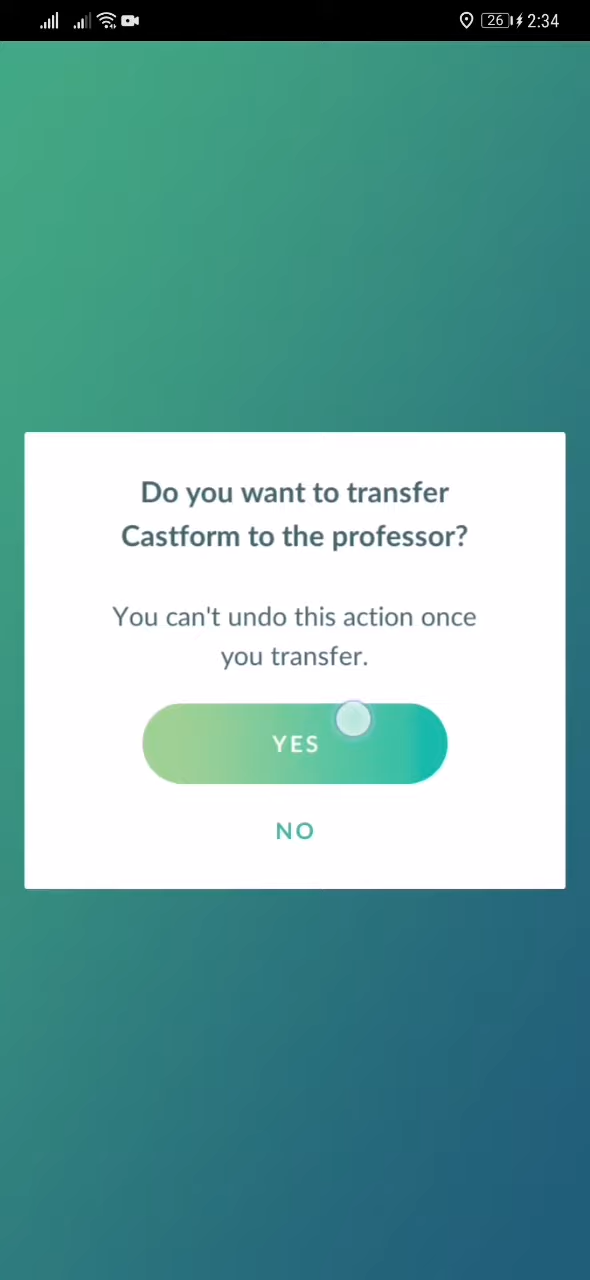 26 2:34
Do you want to transfer
Castform to the professor?
You can't undo this action once
you transfer.
YES
NO